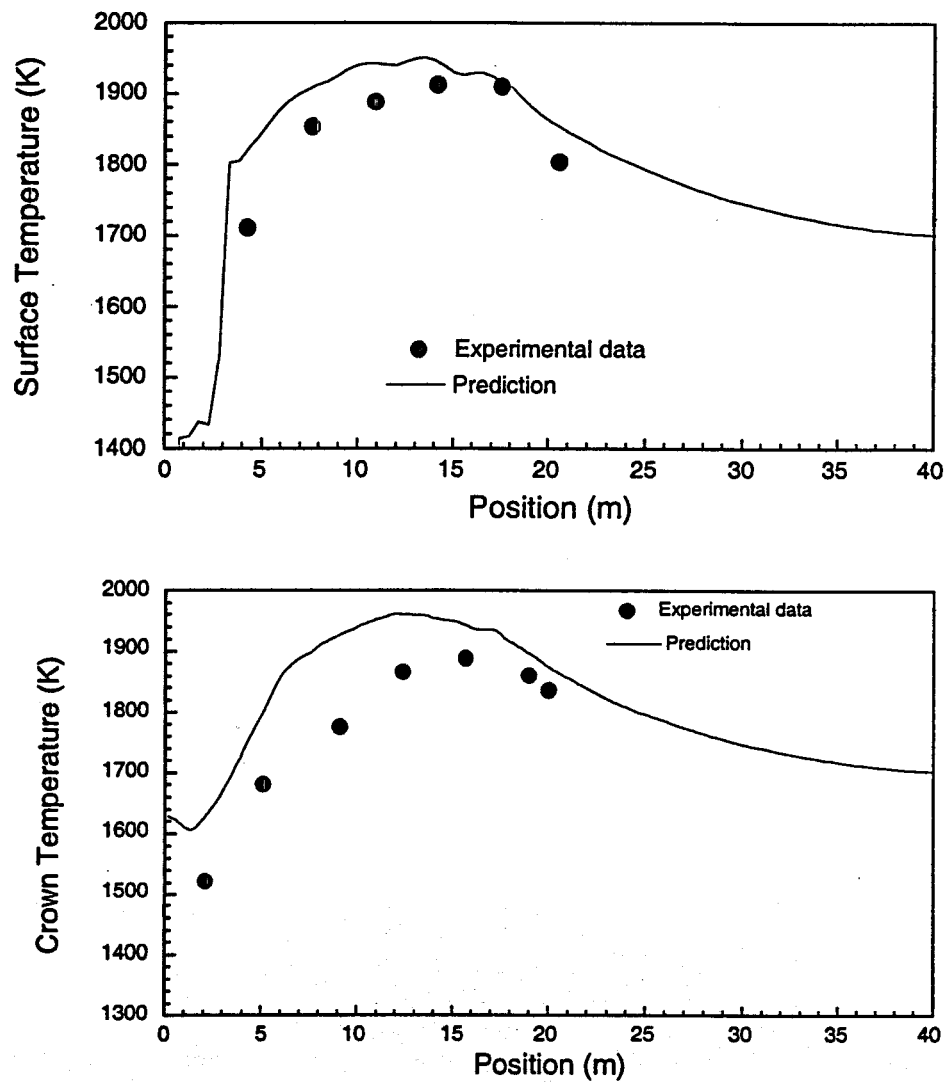 2000
1900
1800
1700
1600
1500
1400
Surface Temperature (K)
Experimental data
Prediction
0 5 10 15 20 25 30 35 40
Position (m)
2000
1900
1800
1700
1600
1500
1400
1300
Crown Temperature (K)
Experimental data
Prediction
0 5 10 15 20 25 30 35 40
Position (m)